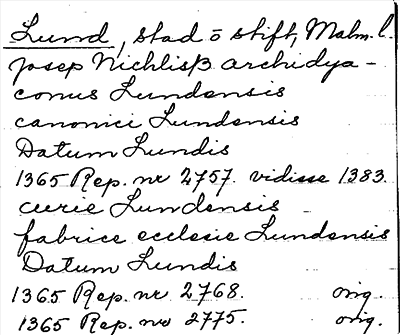 Lund, stad o stift, Malm. l.
Josep Nichlisß archidya-
conus Lundensis
canonici Lundensis
Datum Lundis
1365 Rep. nr 2757. vidisse 1383.
curie Lundensis -
fabrice ecclesie Lundensis
Datum Lundis
1365 Rep. nr 2768. orig.
1365 Rep. nr 2775. orig.